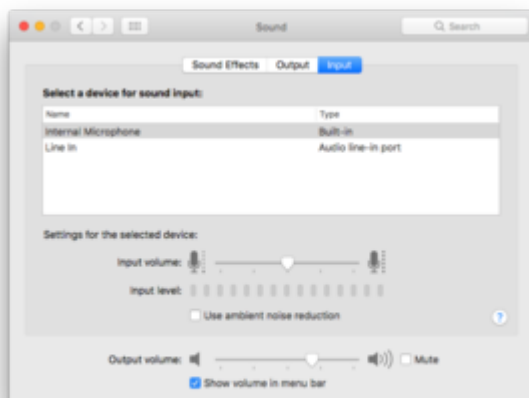 Sound
Search
Sound Effects Output Input
Select a device for sound input:
Name Type
Internal Microphone Built-in
Line In Audio line-in port
Settings for the selected device:
Input volume:
Input level:
Use ambient noise reduction
?
Output volume: Mute
Show volume in menu bar